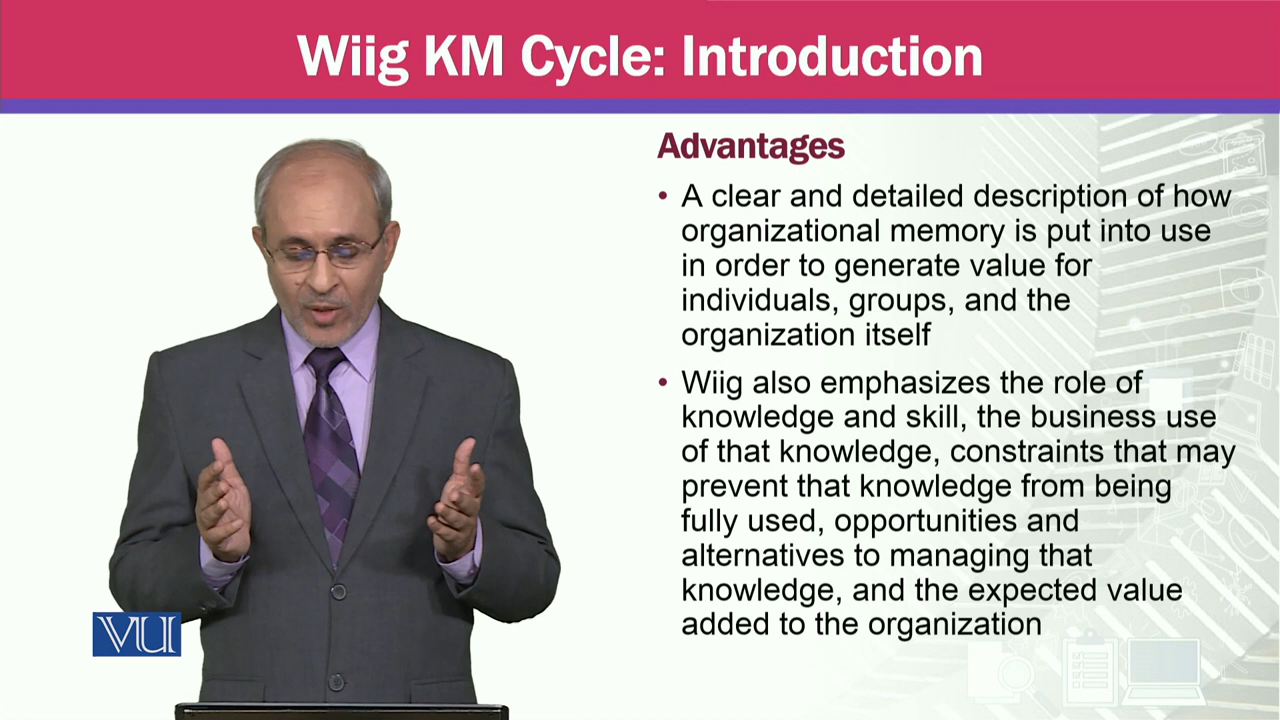 Wiig KM Cycle: Introduction
Advantages
• A clear and detailed description of how
organizational memory is put into use
in order to generate value for
individuals, groups, and the
organization itself
• Wiig also emphasizes the role of
knowledge and skill, the business use
of that knowledge, constraints that may
prevent that knowledge from being
fully used, opportunities and
alternatives to managing that
knowledge, and the expected value
added to the organization
VU